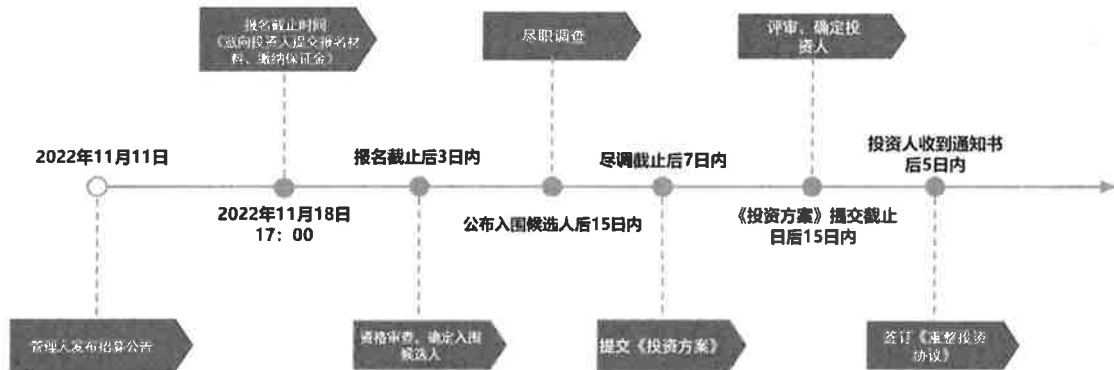 报名截止时间
（意向投资人提交报名材
料、缴纳保证金）
尽职调查
评审、确定投
资人
2022年11月11日
报名截止后3日内
尽调截止后7日内
投资人收到通知书
后5日内
2022年11月18日
17：00
公布入围候选人后15日内
《投资方案》提交截止
日后15日内
管理人发布招募公告
资格审查、确定入围
候选人
提交《投资方案》
签订《重整投资
协议》